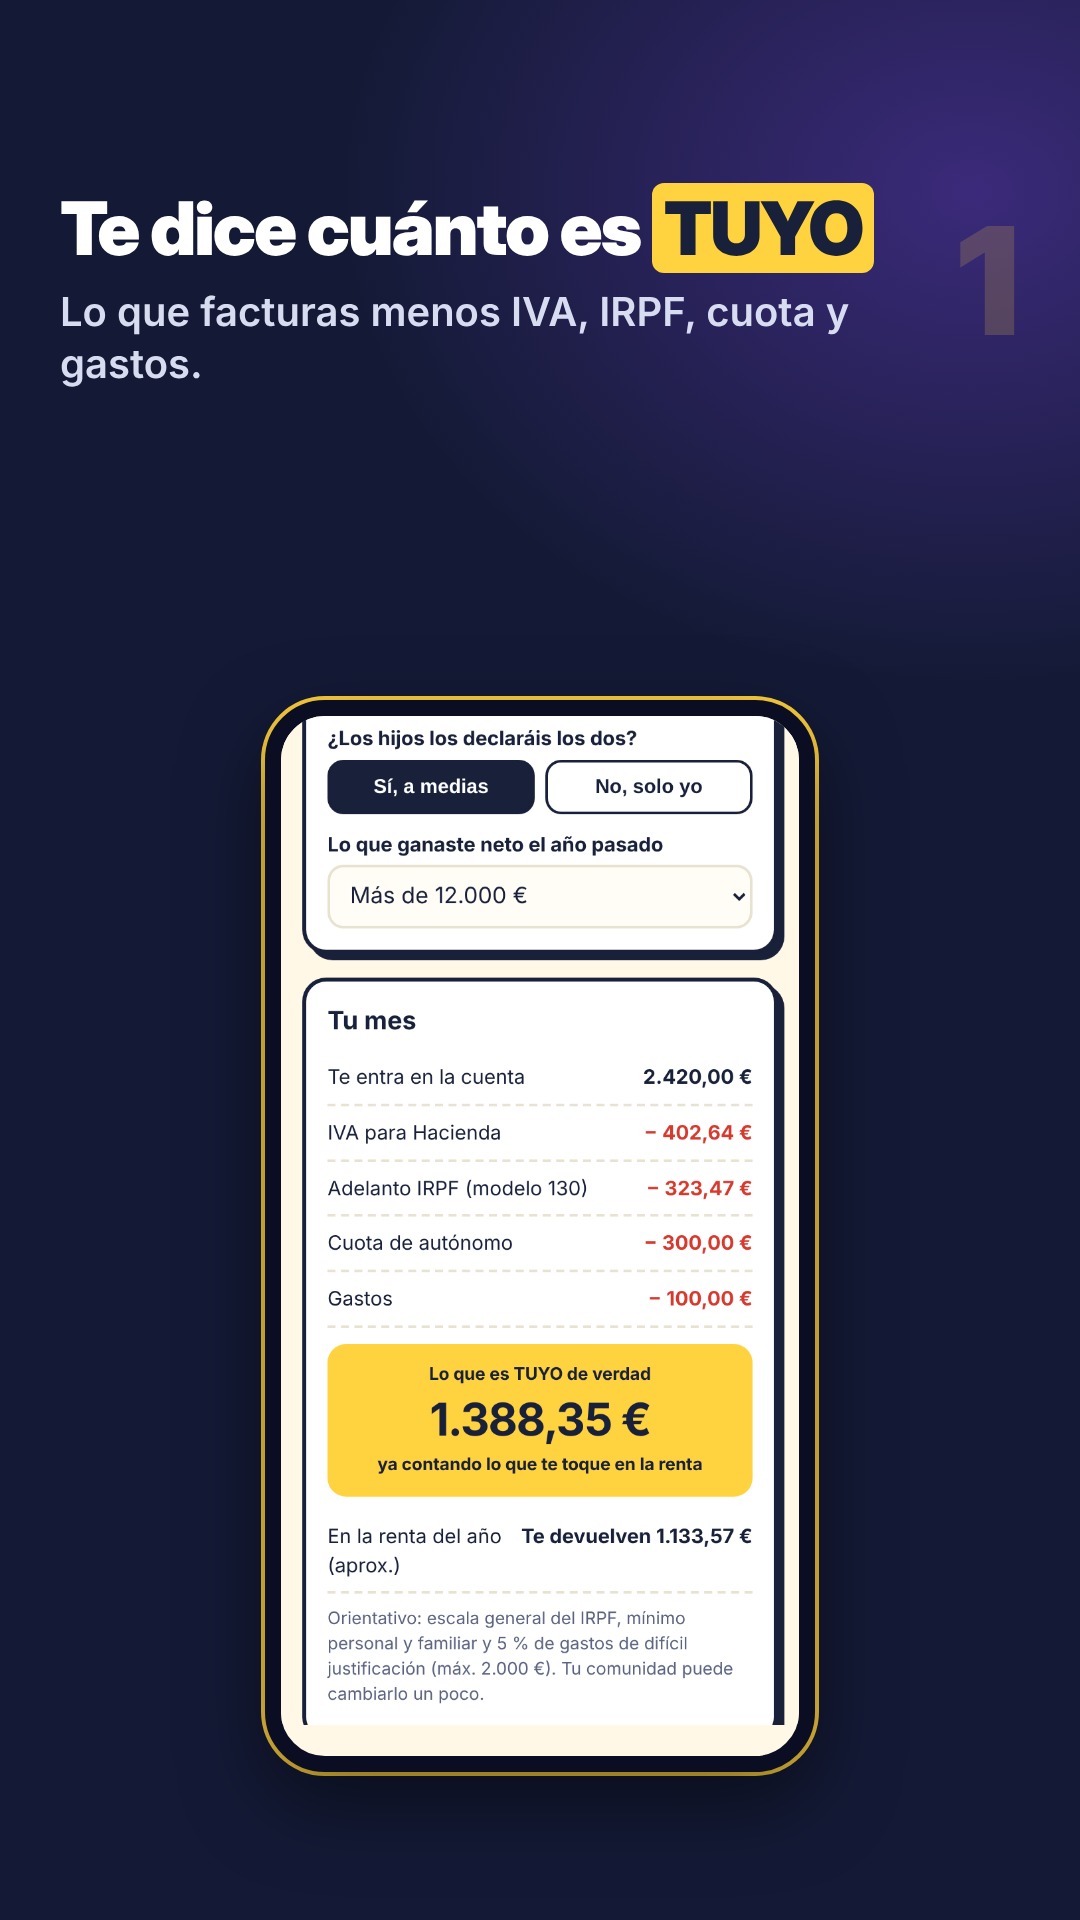 Te dice cuánto es TUYO
1
Lo que facturas menos IVA, IRPF, cuota y
gastos.
¿Los hijos los declaráis los dos?
Sí, a medias
No, solo yo
Lo que ganaste neto el año pasado
Más de 12.000 €
Tu mes
Te entra en la cuenta 2.420,00 €
IVA para Hacienda − 402,64 €
Adelanto IRPF (modelo 130) − 323,47 €
Cuota de autónomo − 300,00 €
Gastos − 100,00 €
Lo que es TUYO de verdad
1.388,35 €
ya contando lo que te toque en la renta
En la renta del año Te devuelven 1.133,57 €
(aprox.)
Orientativo: escala general del IRPF, mínimo
personal y familiar y 5 % de gastos de difícil
justificación (máx. 2.000 €). Tu comunidad puede
cambiarlo un poco.